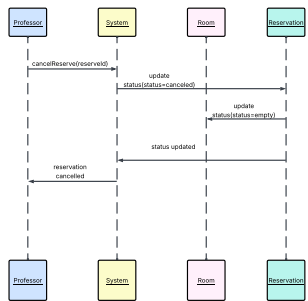 Professor
System
Room
Reservation
cancelReserve(reserveId)
update
status(status=canceled)
update
status(status=empty)
status updated
reservation
cancelled
Professor
System
Room
Reservation